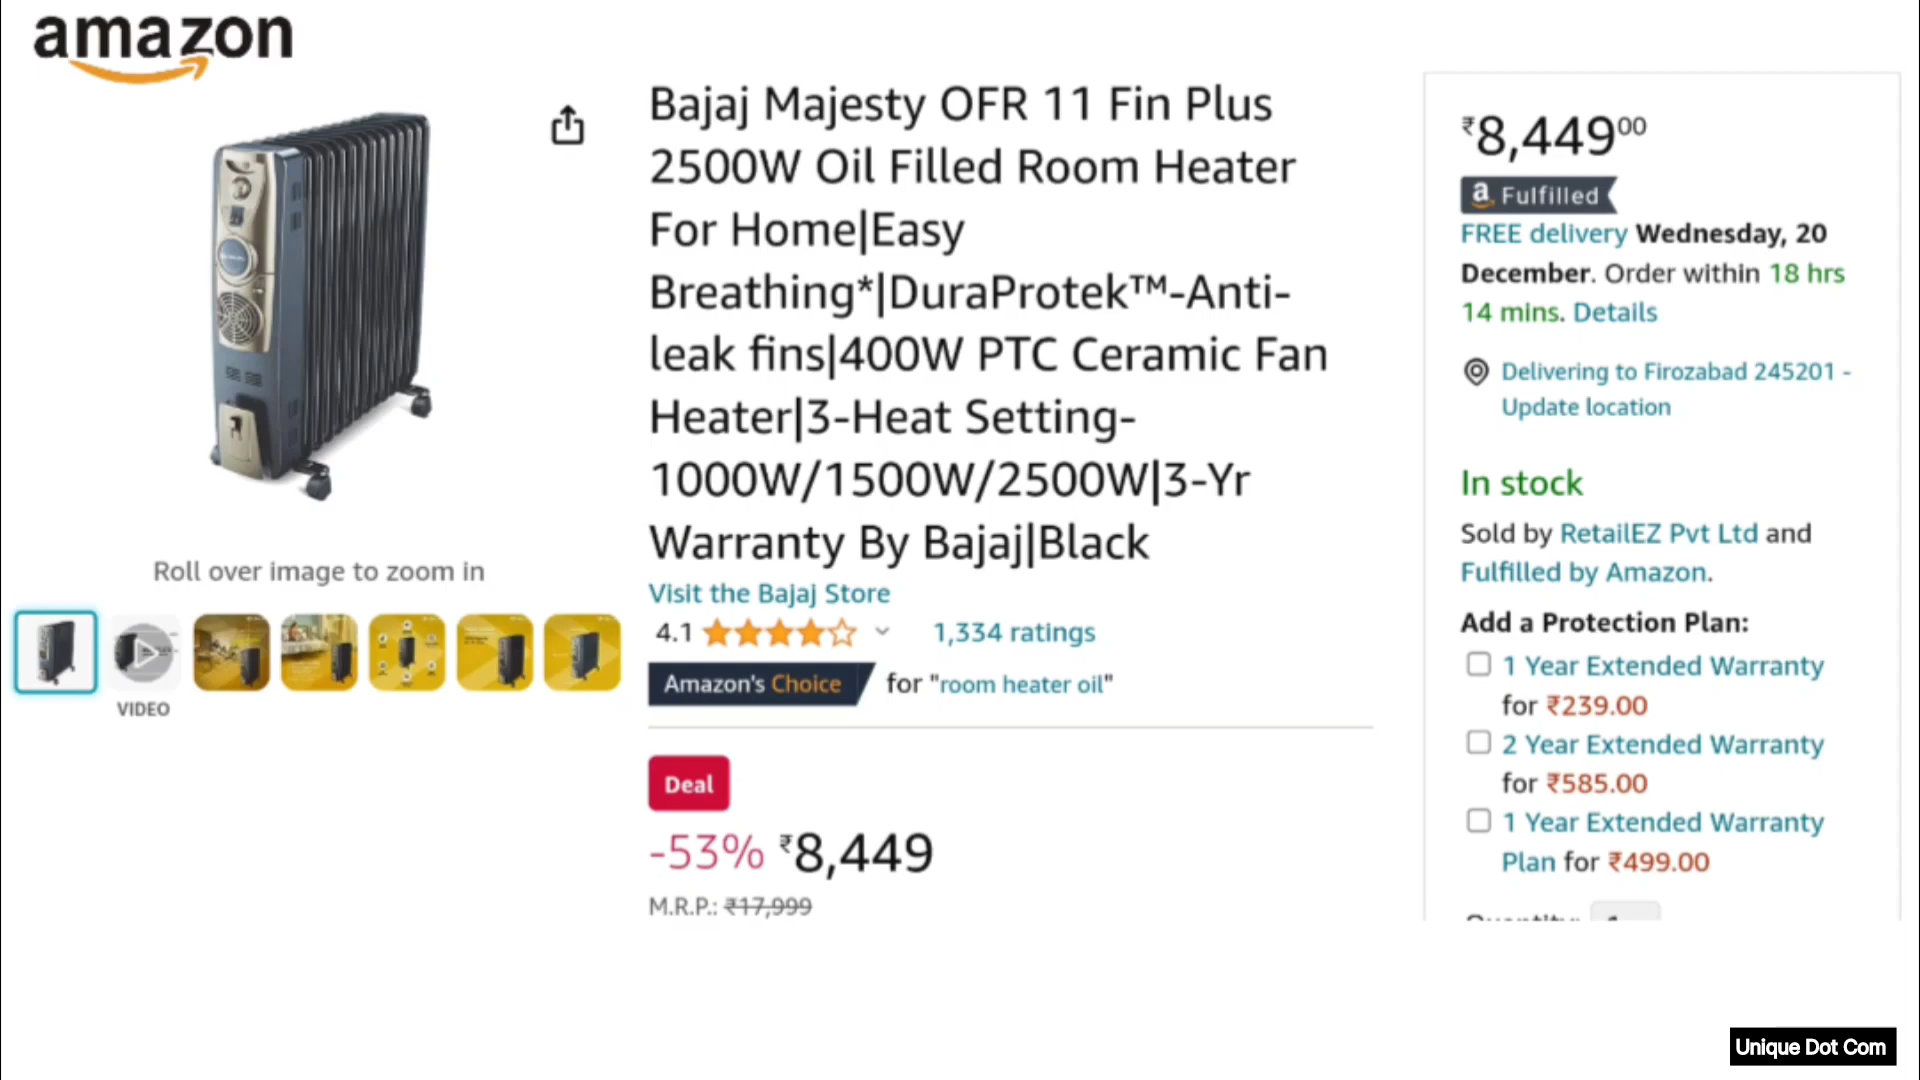 amazon
Bajaj Majesty OFR 11 Fin Plus
2500W Oil Filled Room Heater
For Home|Easy
Breathing*|DuraProtek™-Anti-
leak fins|400W PTC Ceramic Fan
Heater|3-Heat Setting-
1000W/1500W/2500W|3-Yr
Warranty By Bajaj|Black
Visit the Bajaj Store
4.1 1,334 ratings
Amazon's Choice for "room heater oil"
Deal
-53% ₹8,449
M.R.P.: ₹17,999
Roll over image to zoom in
VIDEO
₹8,44900
a Fulfilled
FREE delivery Wednesday, 20
December. Order within 18 hrs
14 mins. Details
Delivering to Firozabad 245201 -
Update location
In stock
Sold by RetailEZ Pvt Ltd and
Fulfilled by Amazon.
Add a Protection Plan:
1 Year Extended Warranty
for ₹239.00
2 Year Extended Warranty
for ₹585.00
1 Year Extended Warranty
Plan for ₹499.00
Unique Dot Com